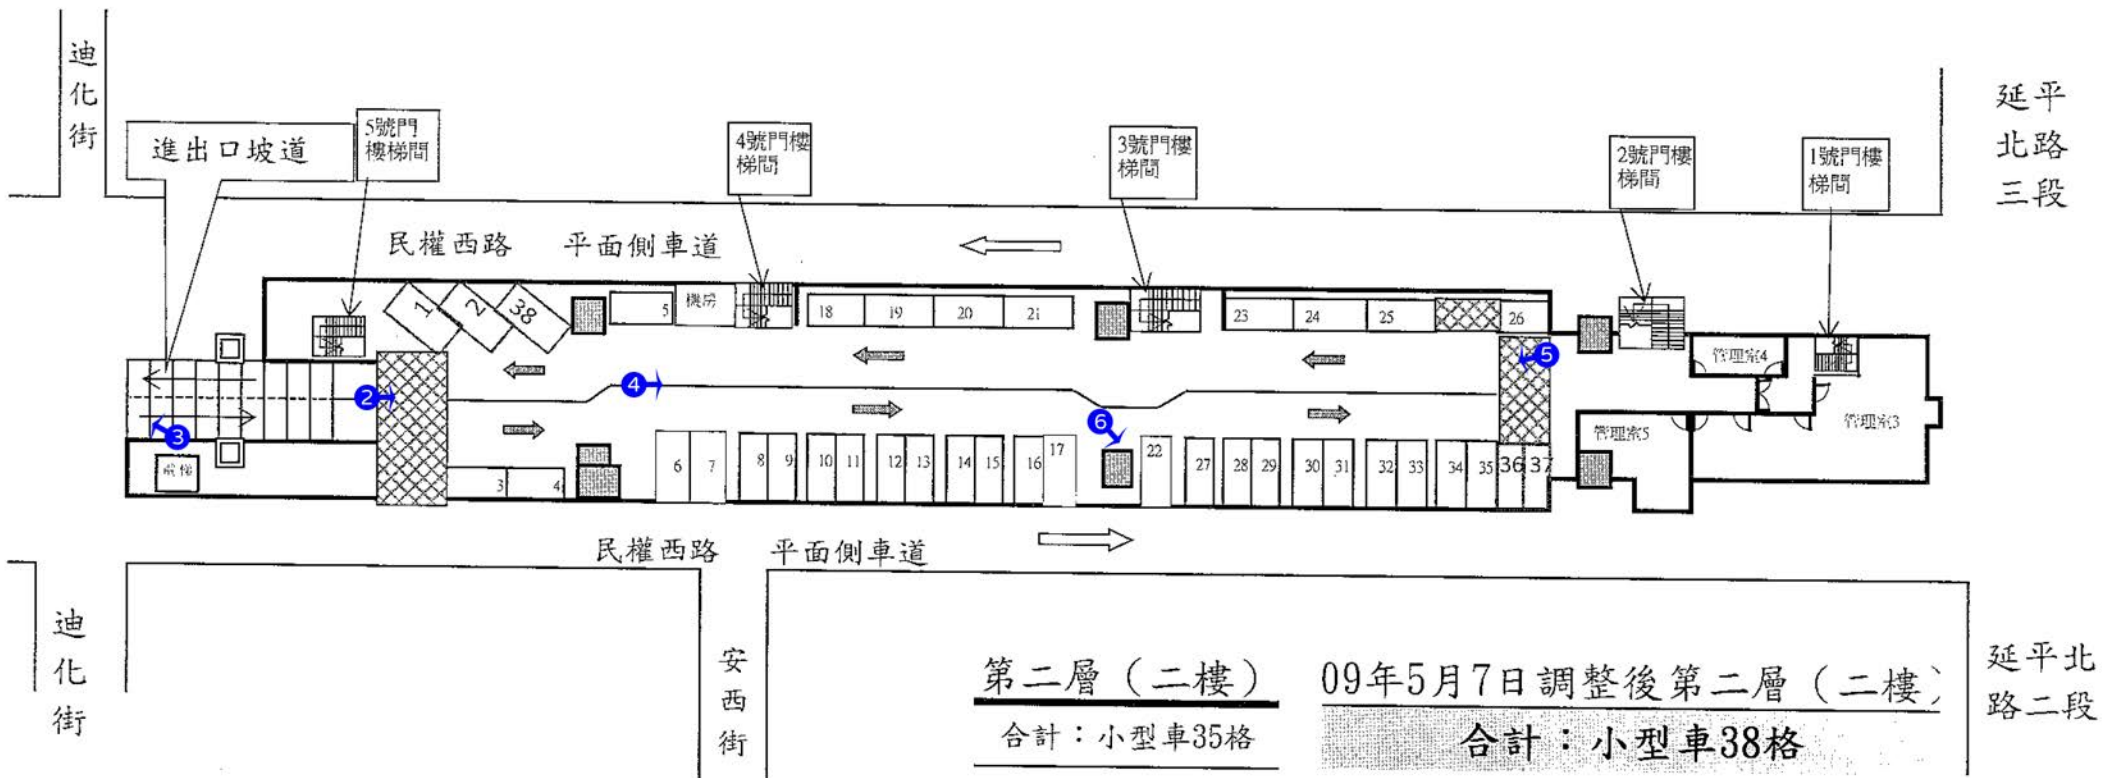 迪化街
延平北路三段
進出口坡道
5號門
樓梯間
4號門樓
梯間
3號門樓
梯間
2號門樓
梯間
1號門樓
梯間
民權西路 平面側車道
1
2
38
5
機房
18
19
20
21
23
24
25
26
管理室4
管理室3
管理室5
2
3
4
5
6
電梯
3
4
6
7
8
9
10
11
12
13
14
15
16
17
22
27
28
29
30
31
32
33
34
35
36
37
民權西路 平面側車道
迪化街
安西街
第二層（二樓）
合計：小型車35格
09年5月7日調整後第二層（二樓）
合計：小型車38格
延平北路二段